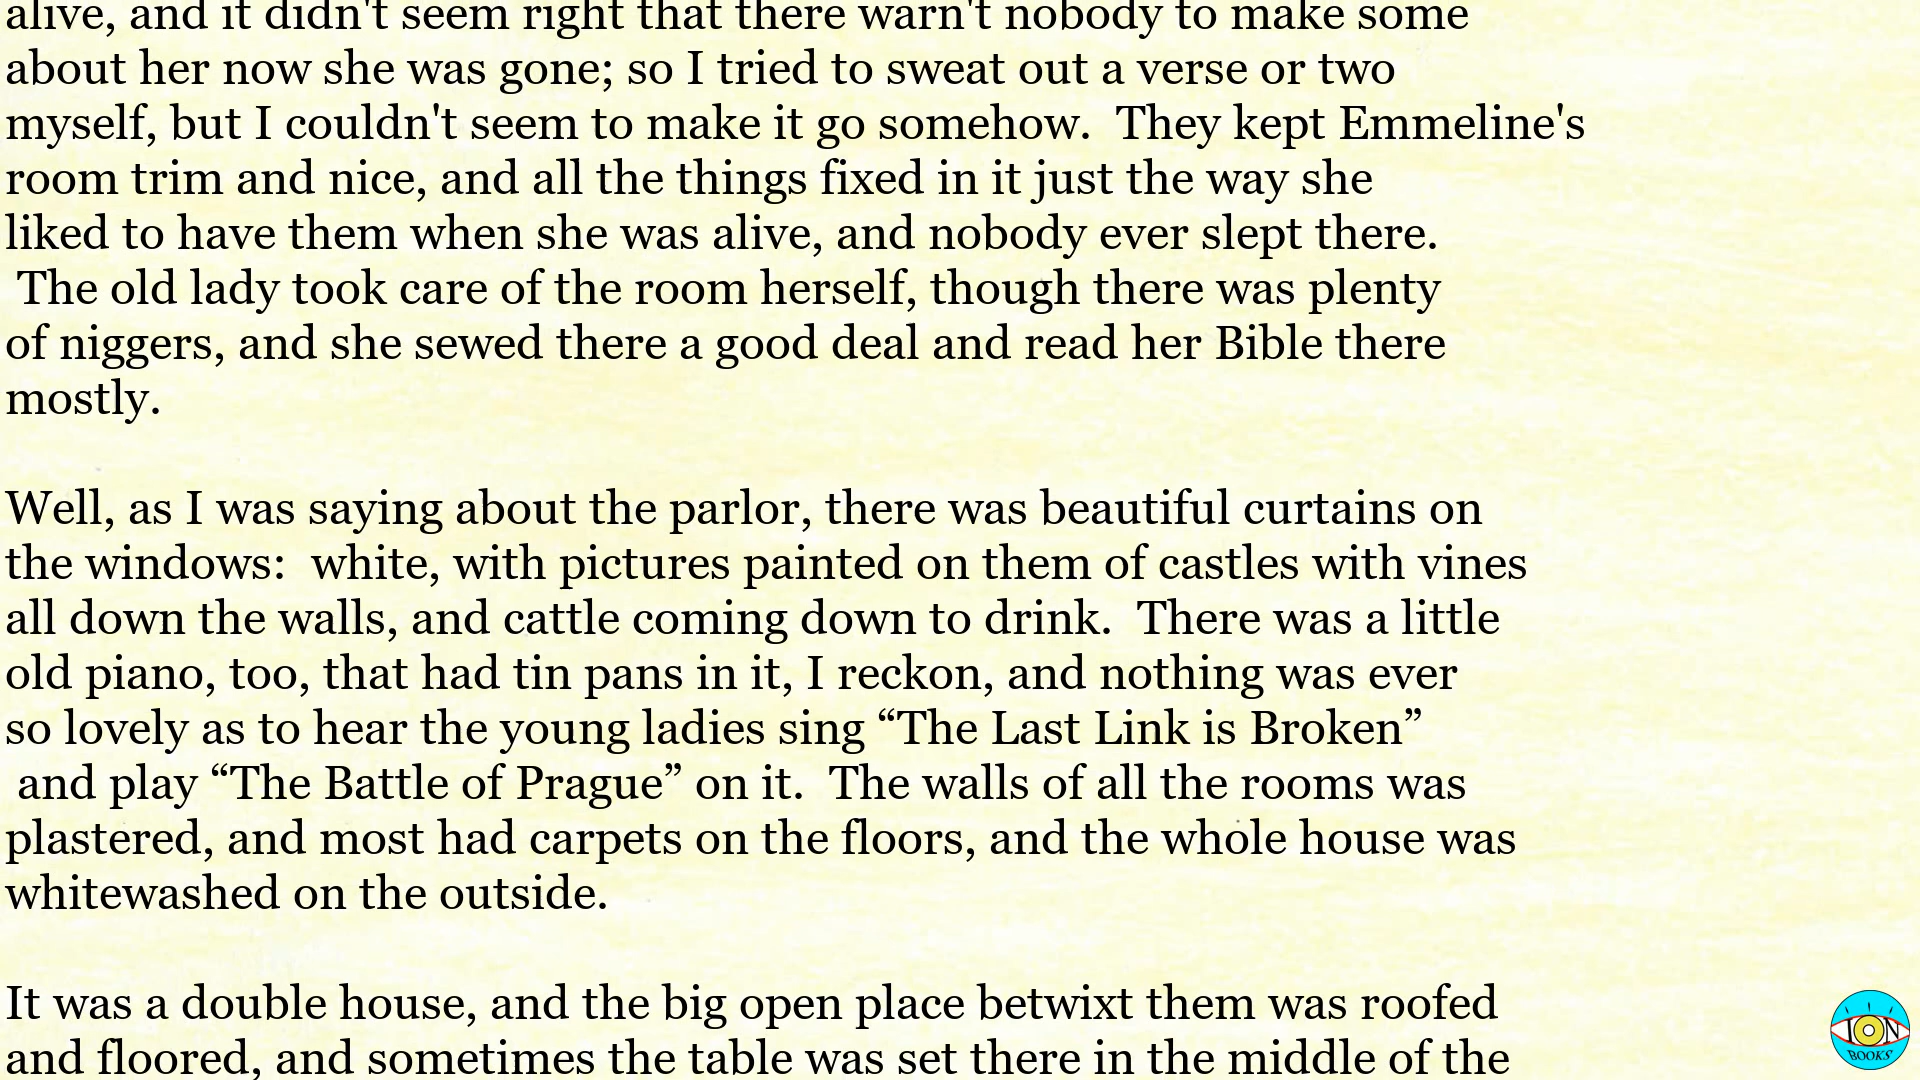 alive, and it didn't seem right that there warn't nobody to make some
about her now she was gone; so I tried to sweat out a verse or two
myself, but I couldn't seem to make it go somehow.  They kept Emmeline's
room trim and nice, and all the things fixed in it just the way she
liked to have them when she was alive, and nobody ever slept there.
The old lady took care of the room herself, though there was plenty
of niggers, and she sewed there a good deal and read her Bible there
mostly.
Well, as I was saying about the parlor, there was beautiful curtains on
the windows:  white, with pictures painted on them of castles with vines
all down the walls, and cattle coming down to drink.  There was a little
old piano, too, that had tin pans in it, I reckon, and nothing was ever
so lovely as to hear the young ladies sing “The Last Link is Broken”
and play “The Battle of Prague” on it.  The walls of all the rooms was
plastered, and most had carpets on the floors, and the whole house was
whitewashed on the outside.
It was a double house, and the big open place betwixt them was roofed
and floored, and sometimes the table was set there in the middle of the
ION
BOOKS